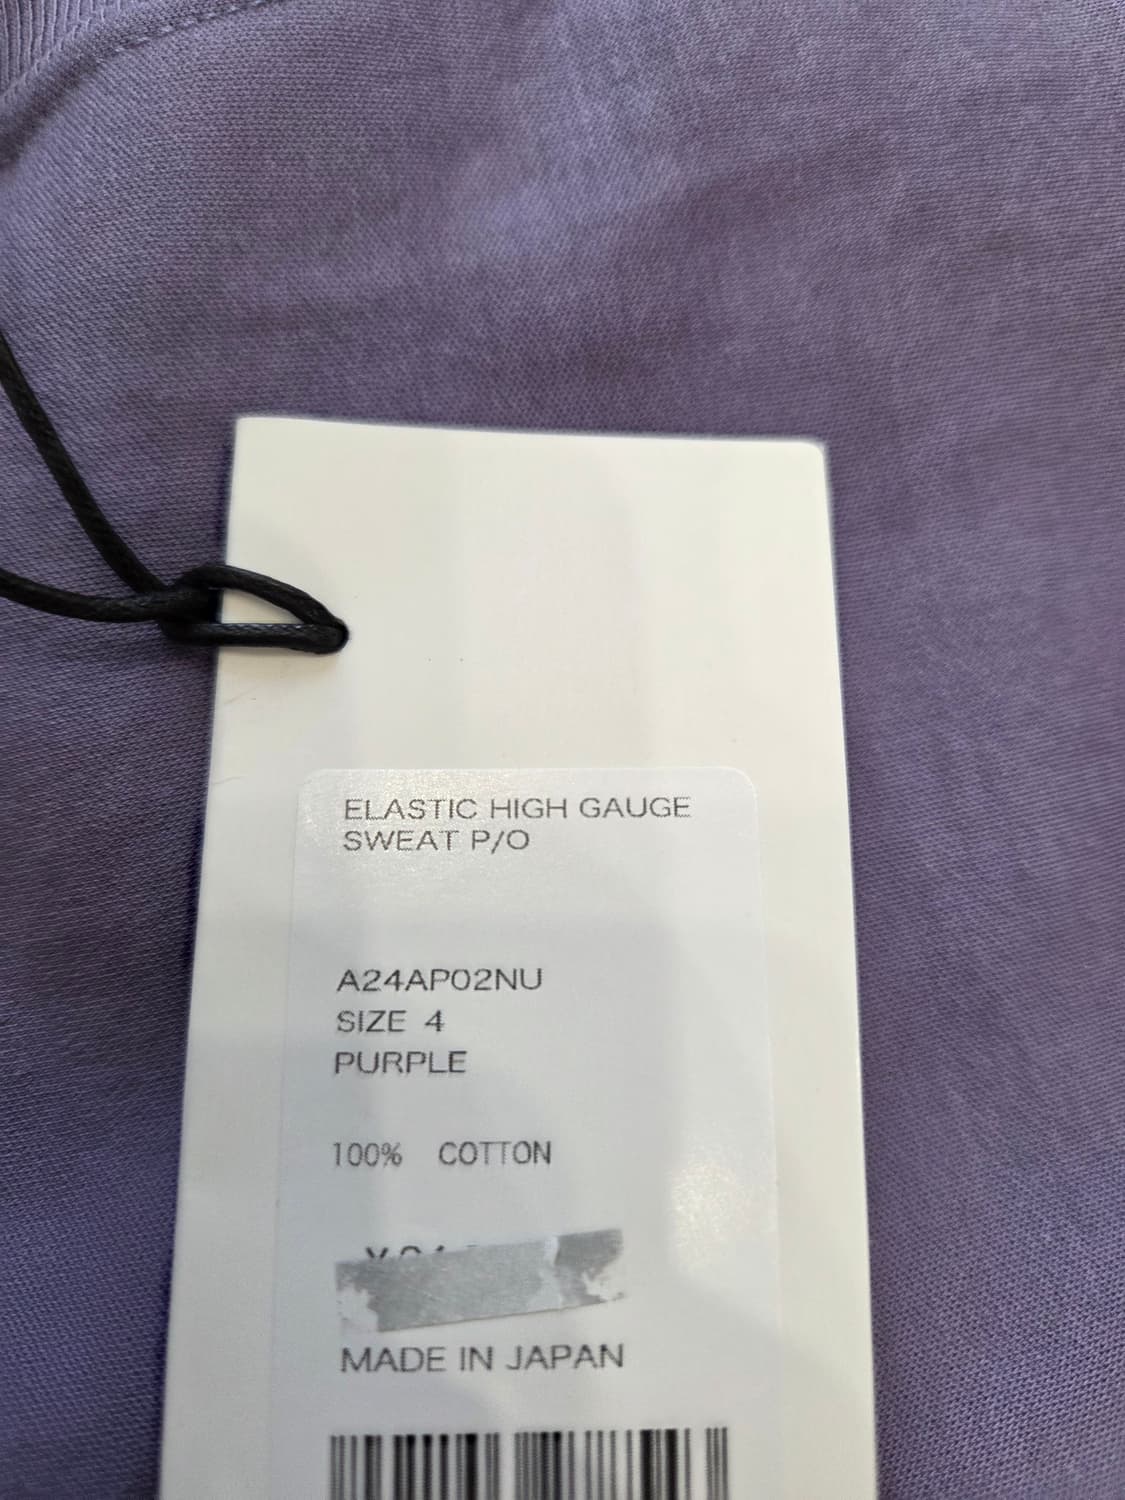 ELASTIC HIGH GAUGE
SWEAT P/O
A24AP02NU
SIZE 4
PURPLE
100% COTTON
MADE IN JAPAN